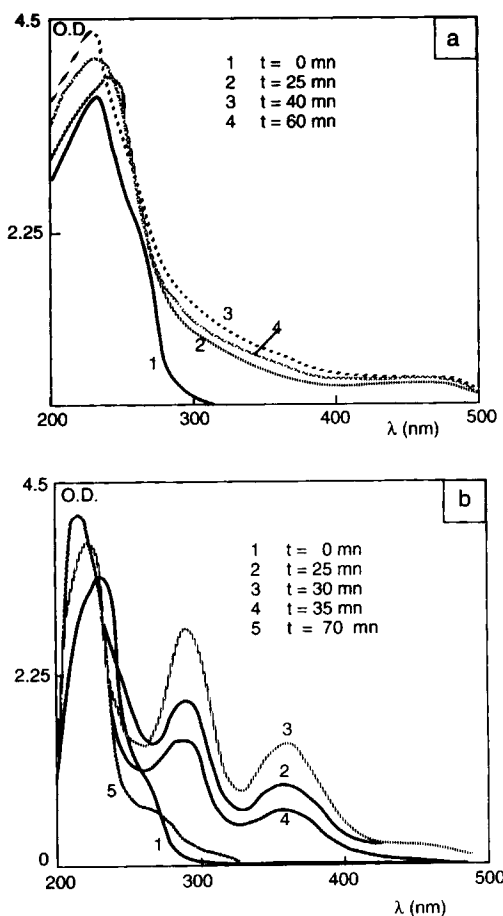 4.5
O.D.
a
1 t = 0 mn
2 t = 25 mn
3 t = 40 mn
4 t = 60 mn
2.25
3
4
2
1
200 300 400 500
λ (nm)
4.5
O.D.
b
1 t = 0 mn
2 t = 25 mn
3 t = 30 mn
4 t = 35 mn
5 t = 70 mn
2.25
3
2
4
5
1
0
200 300 400 500
λ (nm)